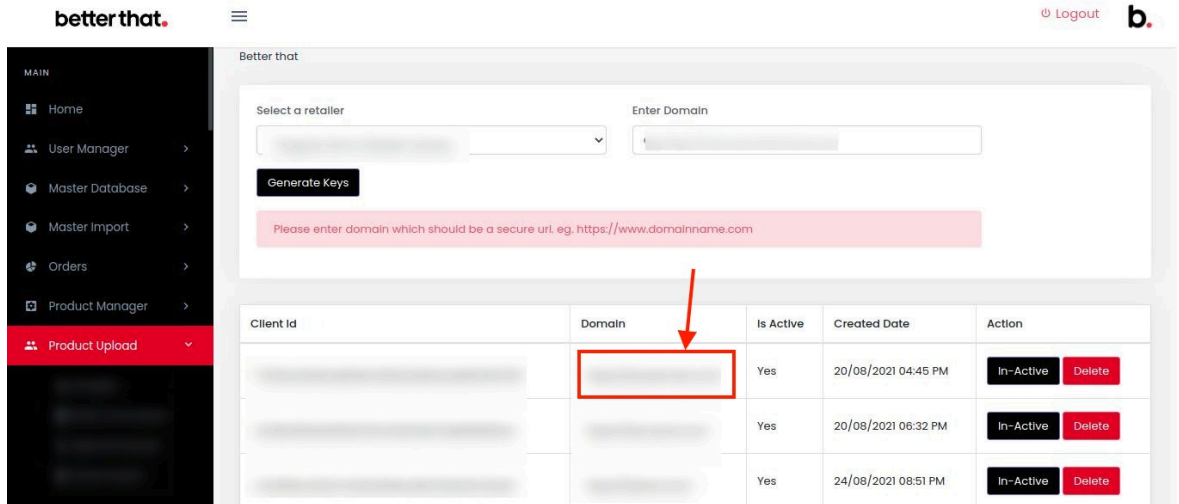 better that.
Logout
b.
MAIN
Home
User Manager
Master Database
Master Import
Orders
Product Manager
Product Upload
Better that
Select a retailer
Enter Domain
Generate Keys
Please enter domain which should be a secure url. eg. https://www.domainname.com
Client Id Domain Is Active Created Date Action
Yes 20/08/2021 04:45 PM In-Active Delete
Yes 20/08/2021 06:32 PM In-Active Delete
Yes 24/08/2021 08:51 PM In-Active Delete